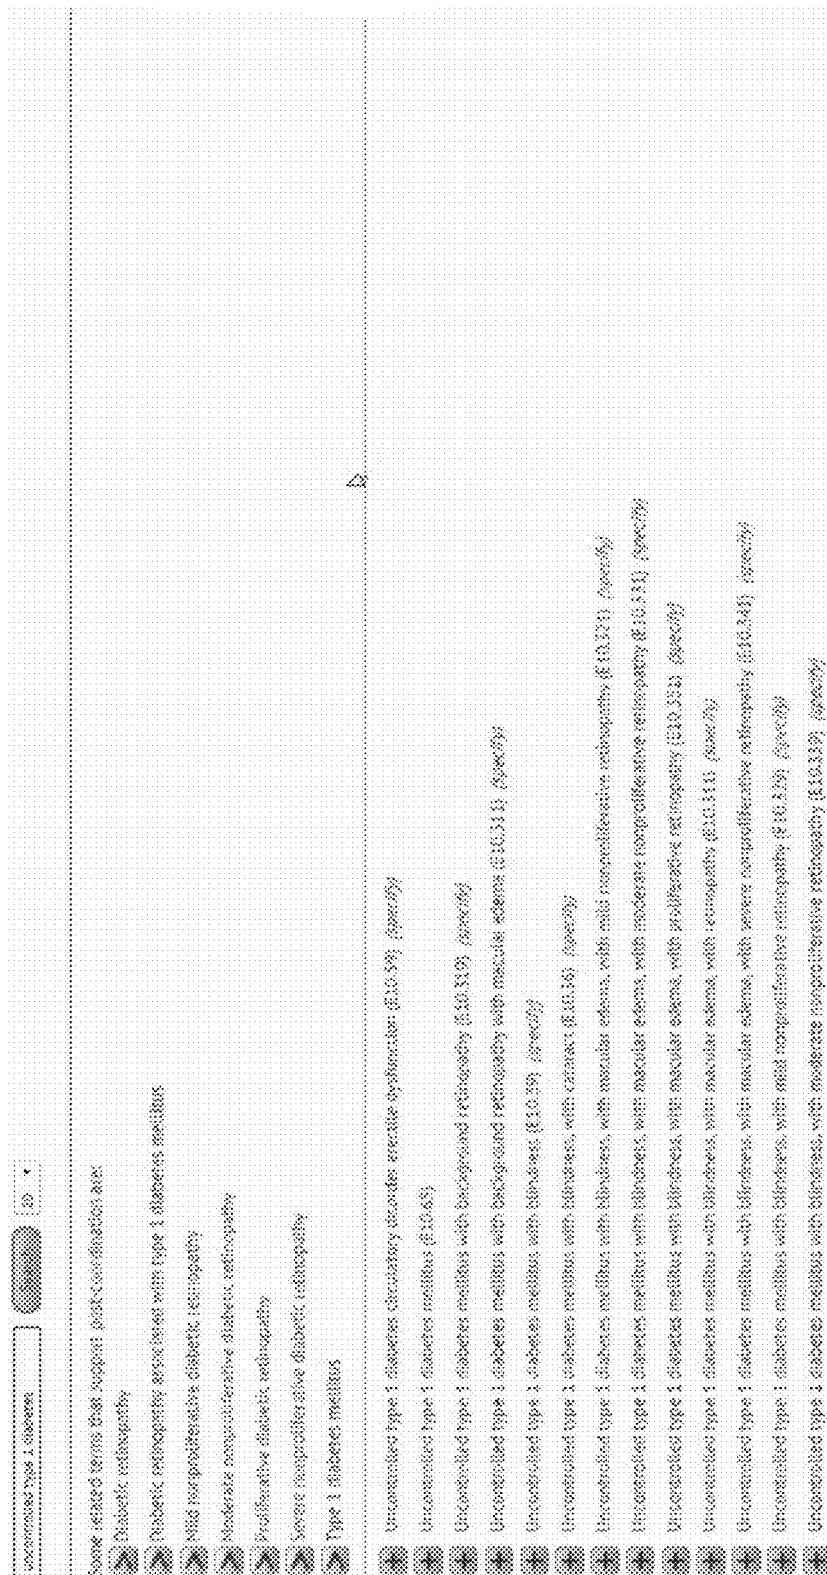 uncontrolled type 1 diabetes
20
Some related terms that support post-coordination are:
Diabetic retinopathy
Diabetic retinopathy associated with type 1 diabetes mellitus
Mild nonproliferative diabetic retinopathy
Moderate nonproliferative diabetic retinopathy
Proliferative diabetic retinopathy
Severe nonproliferative diabetic retinopathy
Type 1 diabetes mellitus
Uncontrolled type 1 diabetes circulatory disorder erectile dysfunction (E10.59) (specify)
Uncontrolled type 1 diabetes mellitus (E10.65)
Uncontrolled type 1 diabetes mellitus with background retinopathy (E10.319) (specify)
Uncontrolled type 1 diabetes mellitus with background retinopathy with macular edema (E10.311) (specify)
Uncontrolled type 1 diabetes mellitus with blindness (E10.39) (specify)
Uncontrolled type 1 diabetes mellitus with blindness, with cataract (E10.36) (specify)
Uncontrolled type 1 diabetes mellitus with blindness, with macular edema, with mild nonproliferative retinopathy (E10.321) (specify)
Uncontrolled type 1 diabetes mellitus with blindness, with macular edema, with moderate nonproliferative retinopathy (E10.331) (specify)
Uncontrolled type 1 diabetes mellitus with blindness, with macular edema, with proliferative retinopathy (E10.351) (specify)
Uncontrolled type 1 diabetes mellitus with blindness, with macular edema, with retinopathy (E10.311) (specify)
Uncontrolled type 1 diabetes mellitus with blindness, with macular edema, with severe nonproliferative retinopathy (E10.341) (specify)
Uncontrolled type 1 diabetes mellitus with blindness, with mild nonproliferative retinopathy (E10.329) (specify)
Uncontrolled type 1 diabetes mellitus with blindness, with moderate nonproliferative retinopathy (E10.339) (specify)